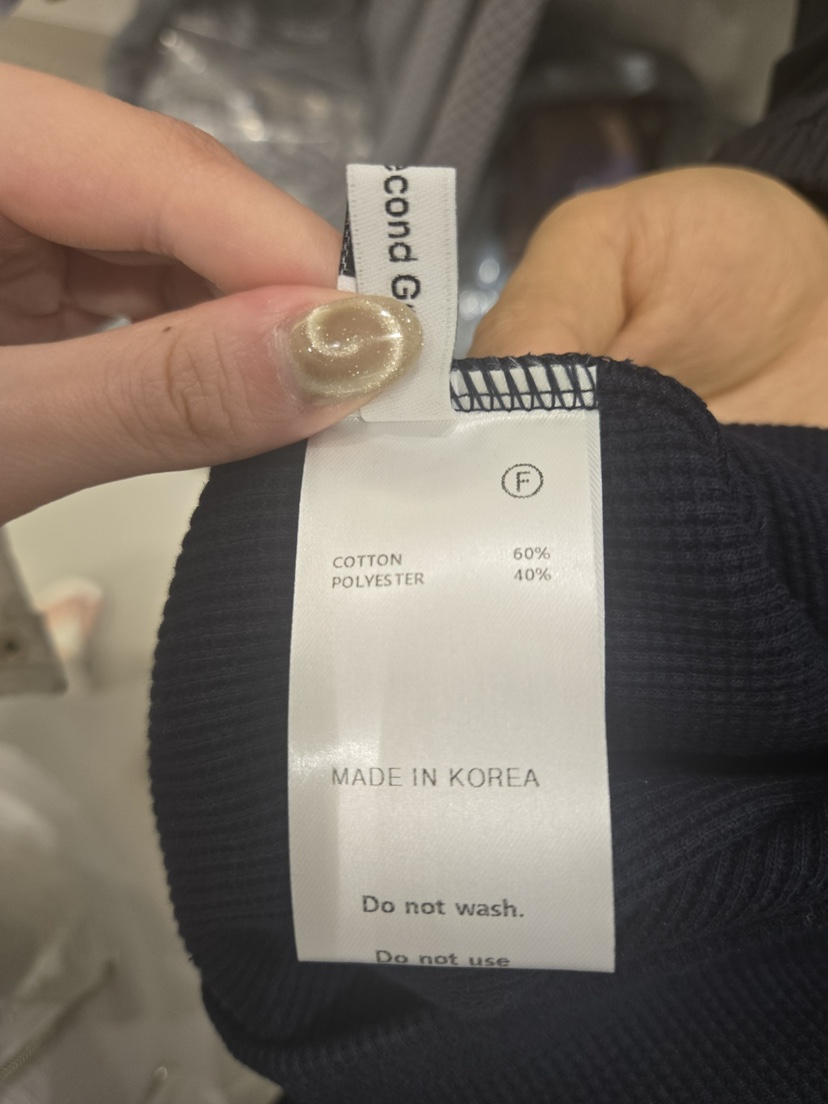 econd G
F
COTTON 60%
POLYESTER 40%
MADE IN KOREA
Do not wash.
Do not use